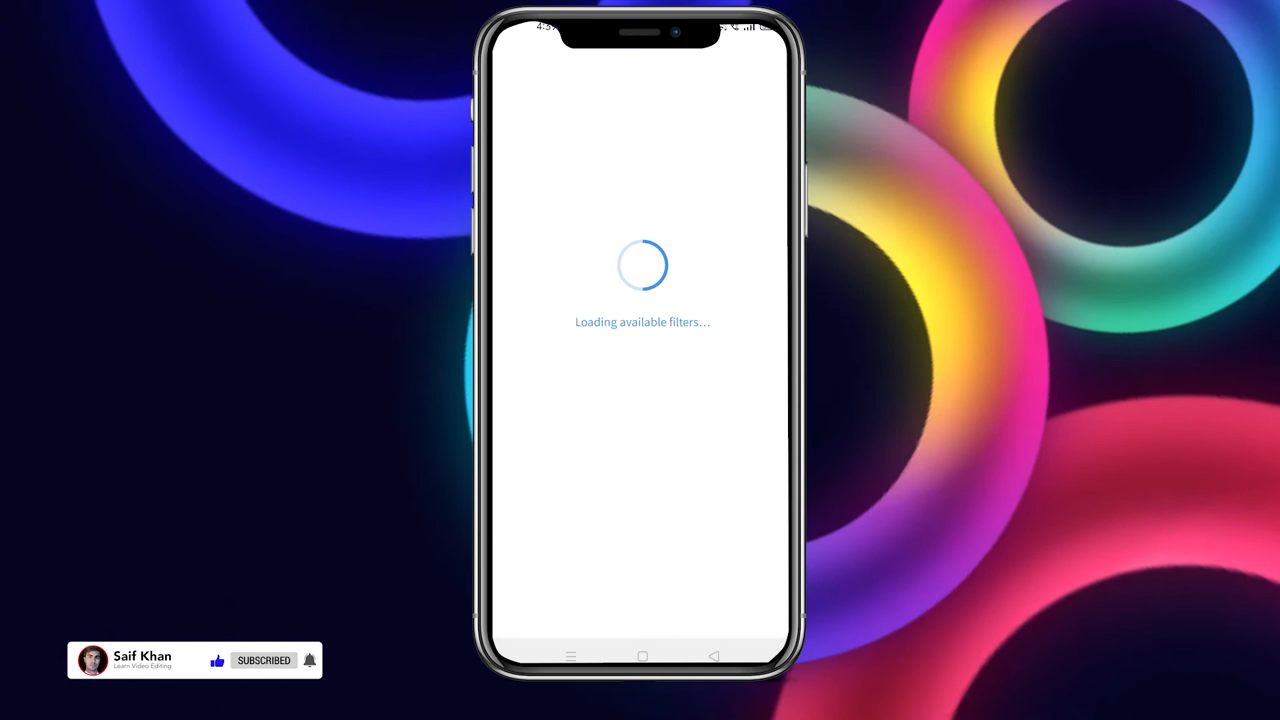 Loading available filters...
Saif Khan
Learn Video Editing
SUBSCRIBED